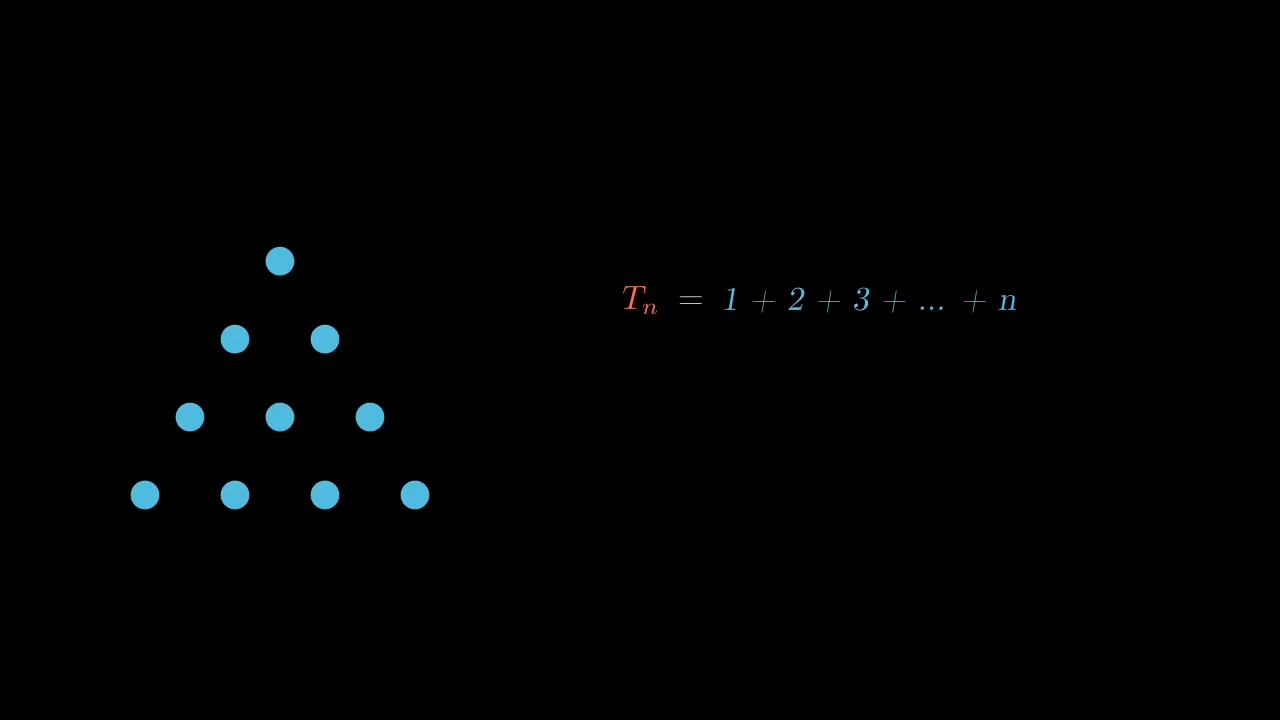 Tₙ = 1 + 2 + 3 + ... + n